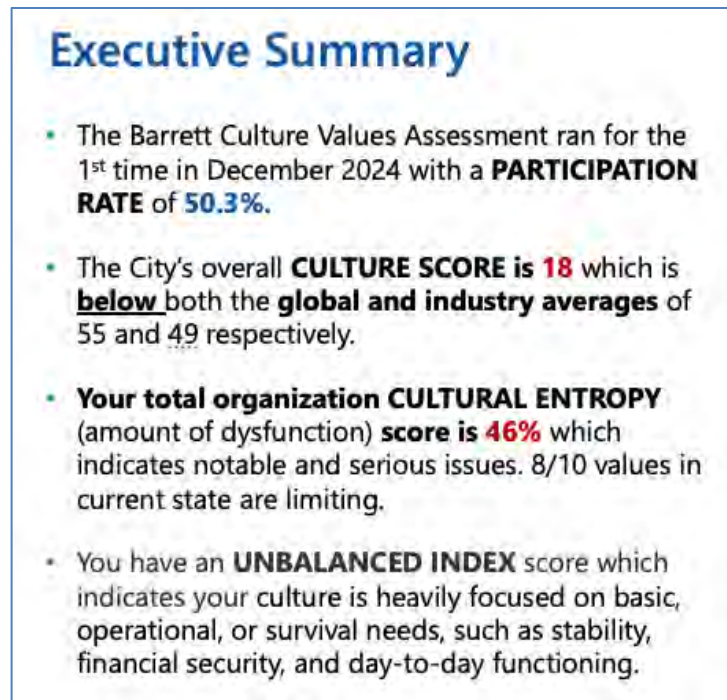 Executive Summary
• The Barrett Culture Values Assessment ran for the
1st time in December 2024 with a PARTICIPATION
RATE of 50.3%.
• The City's overall CULTURE SCORE is 18 which is
below both the global and industry averages of
55 and 49 respectively.
• Your total organization CULTURAL ENTROPY
(amount of dysfunction) score is 46% which
indicates notable and serious issues. 8/10 values in
current state are limiting.
• You have an UNBALANCED INDEX score which
indicates your culture is heavily focused on basic,
operational, or survival needs, such as stability,
financial security, and day-to-day functioning.